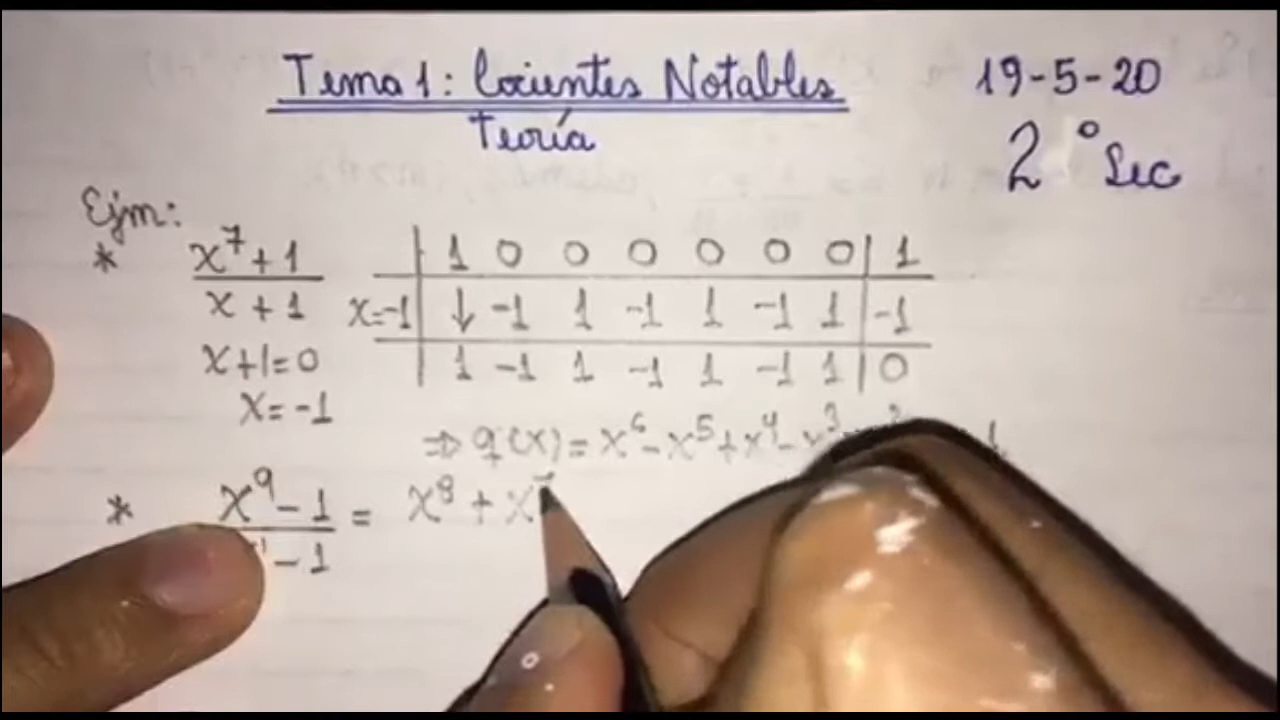 Tema 1: Cocientes Notables
Teoría
19-5-20
2° Sec
Ejm:
* x⁷+1 | 1 0 0 0 0 0 0 | 1
x+1 x=-1 | ↓ -1 1 -1 1 -1 1 | -1
x+1=0 | 1 -1 1 -1 1 -1 1 | 0
x=-1
⇒ q(x) = x⁶-x⁵+x⁴-x³ 1
* x⁹-1 = x⁸+x⁷
-1